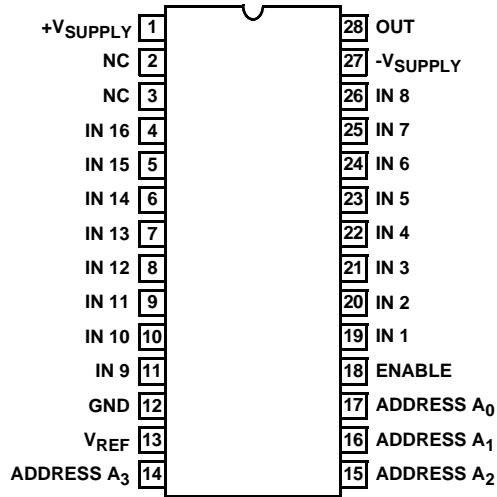 +VSUPPLY 1 28 OUT
NC 2 27 -VSUPPLY
NC 3 26 IN 8
IN 16 4 25 IN 7
IN 15 5 24 IN 6
IN 14 6 23 IN 5
IN 13 7 22 IN 4
IN 12 8 21 IN 3
IN 11 9 20 IN 2
IN 10 10 19 IN 1
IN 9 11 18 ENABLE
GND 12 17 ADDRESS A0
VREF 13 16 ADDRESS A1
ADDRESS A3 14 15 ADDRESS A2